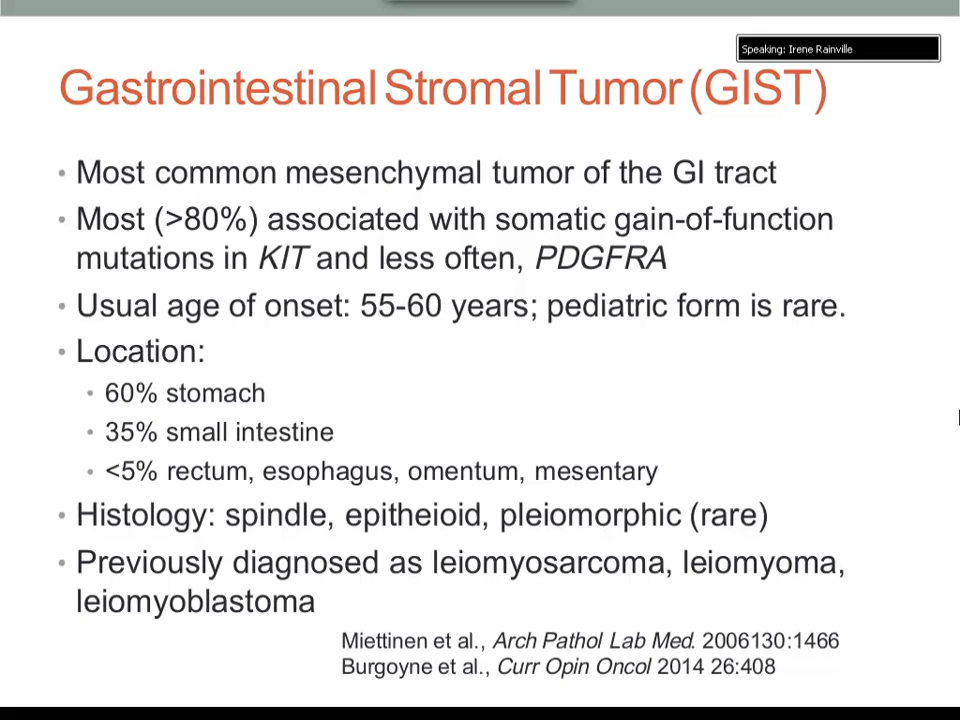 Speaking: Irene Rainville
Gastrointestinal Stromal Tumor (GIST)
• Most common mesenchymal tumor of the GI tract
• Most (>80%) associated with somatic gain-of-function
mutations in KIT and less often, PDGFRA
• Usual age of onset: 55-60 years; pediatric form is rare.
• Location:
• 60% stomach
• 35% small intestine
• <5% rectum, esophagus, omentum, mesentary
• Histology: spindle, epitheioid, pleiomorphic (rare)
• Previously diagnosed as leiomyosarcoma, leiomyoma,
leiomyoblastoma
Miettinen et al., Arch Pathol Lab Med. 2006130:1466
Burgoyne et al., Curr Opin Oncol 2014 26:408